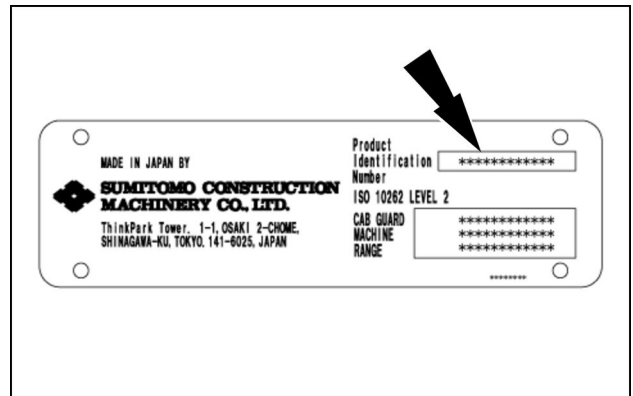 MADE IN JAPAN BY
SUMITOMO CONSTRUCTION
MACHINERY CO., LTD.
ThinkPark Tower. 1-1, OSAKI 2-CHOME,
SHINAGAWA-KU, TOKYO. 141-6025, JAPAN
Product
Identification ************
Number
ISO 10262 LEVEL 2
CAB GUARD ************
MACHINE ************
RANGE ************
********